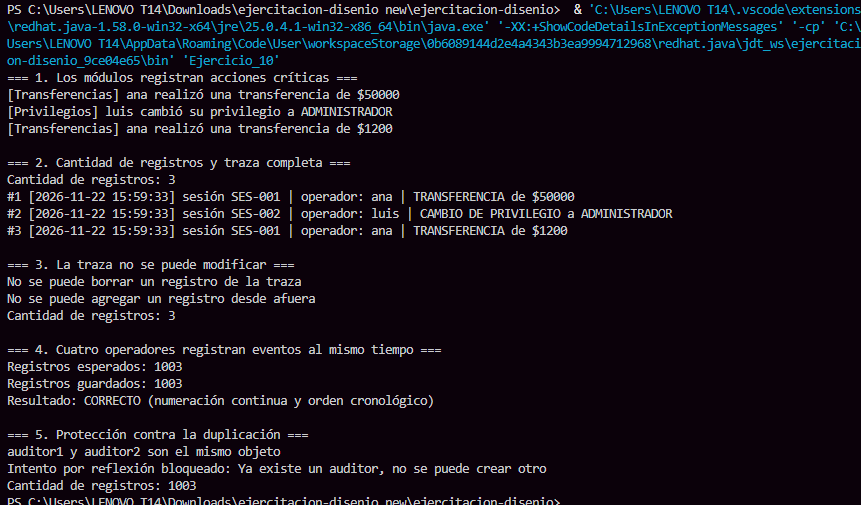 PS C:\Users\LENOVO T14\Downloads\ejercitacion-disenio new\ejercitacion-disenio>  & 'C:\Users\LENOVO T14\.vscode\extensions
\redhat.java-1.58.0-win32-x64\jre\25.0.4.1-win32-x86_64\bin\java.exe' '-XX:+ShowCodeDetailsInExceptionMessages' '-cp' 'C:\
Users\LENOVO T14\AppData\Roaming\Code\User\workspaceStorage\0b6089144d2e4a4343b3ea9994712968\redhat.java\jdt_ws\ejercitaci
on-disenio_9ce04e65\bin' 'Ejercicio_10'
=== 1. Los módulos registran acciones críticas ===
[Transferencias] ana realizó una transferencia de $50000
[Privilegios] luis cambió su privilegio a ADMINISTRADOR
[Transferencias] ana realizó una transferencia de $1200
=== 2. Cantidad de registros y traza completa ===
Cantidad de registros: 3
#1 [2026-11-22 15:59:33] sesión SES-001 | operador: ana | TRANSFERENCIA de $50000
#2 [2026-11-22 15:59:33] sesión SES-002 | operador: luis | CAMBIO DE PRIVILEGIO a ADMINISTRADOR
#3 [2026-11-22 15:59:33] sesión SES-001 | operador: ana | TRANSFERENCIA de $1200
=== 3. La traza no se puede modificar ===
No se puede borrar un registro de la traza
No se puede agregar un registro desde afuera
Cantidad de registros: 3
=== 4. Cuatro operadores registran eventos al mismo tiempo ===
Registros esperados: 1003
Registros guardados: 1003
Resultado: CORRECTO (numeración continua y orden cronológico)
=== 5. Protección contra la duplicación ===
auditor1 y auditor2 son el mismo objeto
Intento por reflexión bloqueado: Ya existe un auditor, no se puede crear otro
Cantidad de registros: 1003
PS C:\Users\LENOVO T14\Downloads\ejercitacion-disenio new\ejercitacion-disenio>